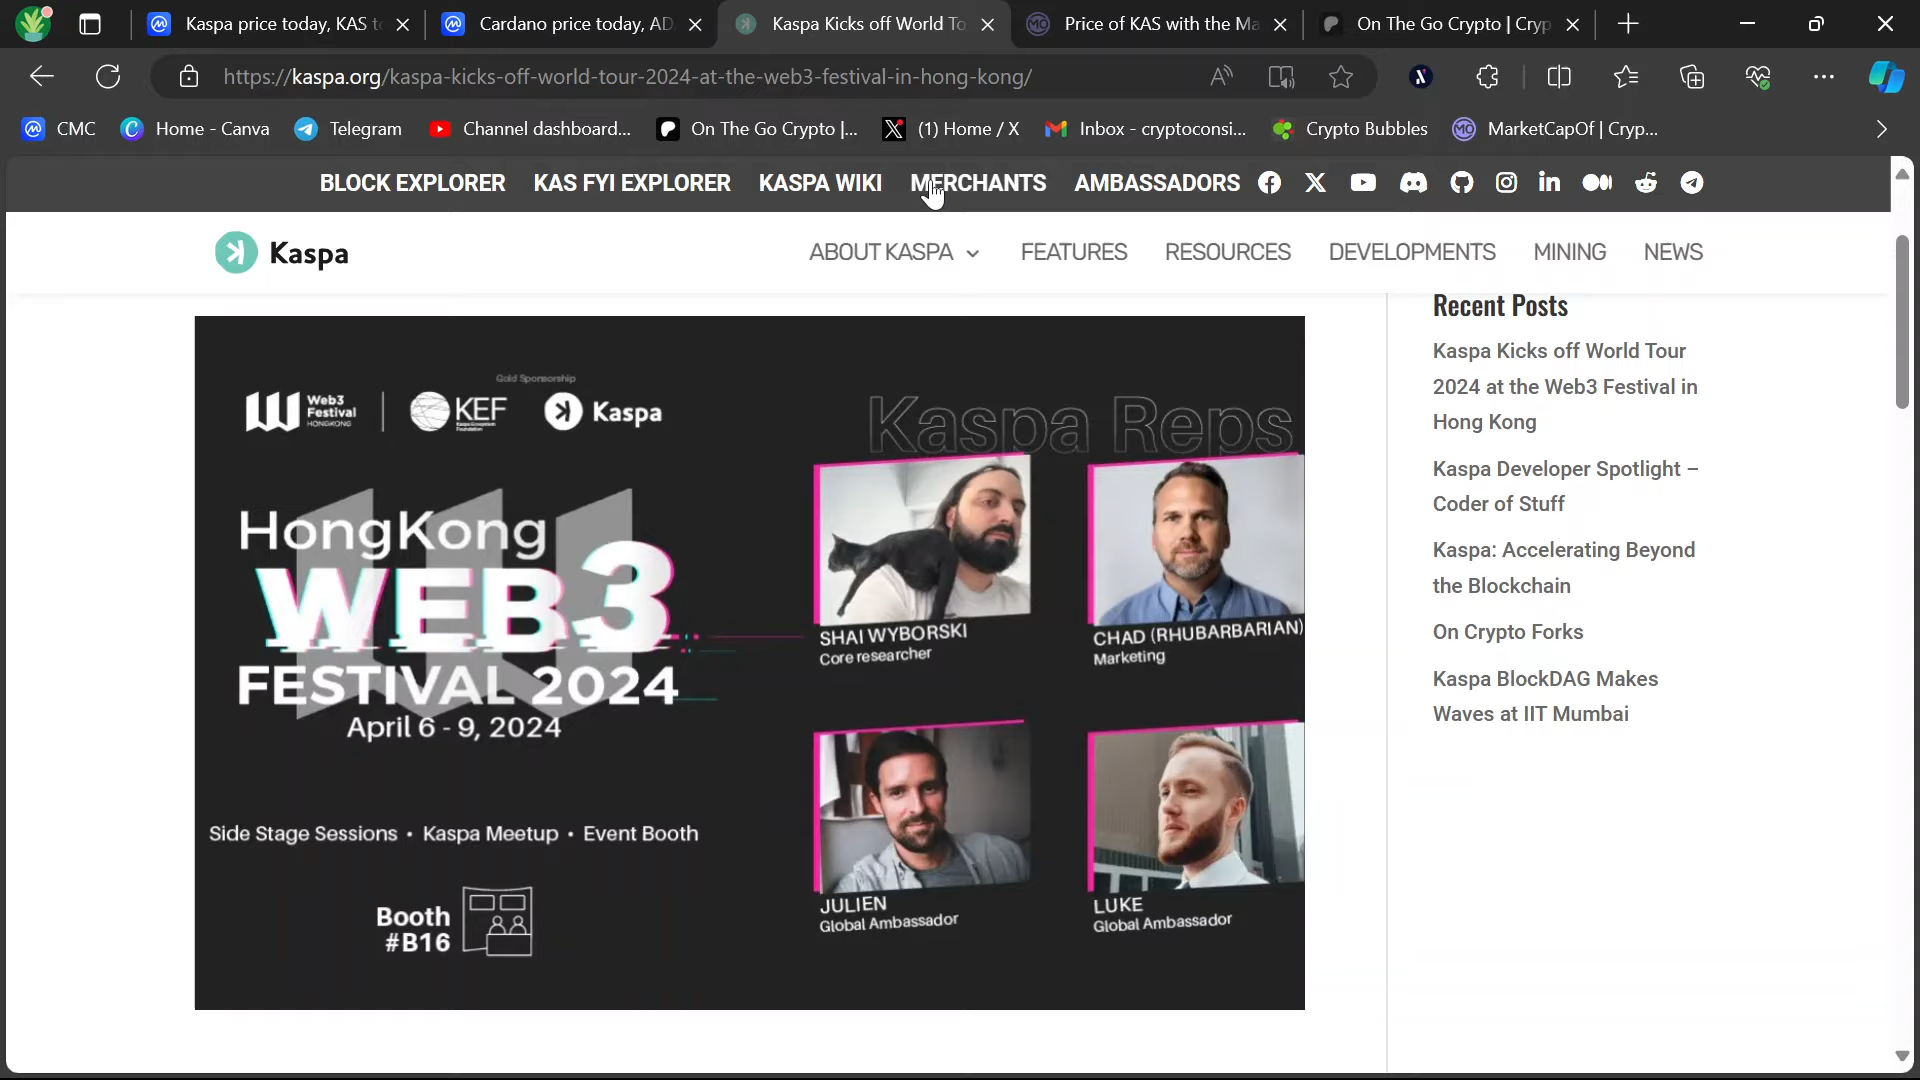 Kaspa price today, KAS t
Cardano price today, AD
Kaspa Kicks off World To
Price of KAS with the Ma
On The Go Crypto | Cryp
https://kaspa.org/kaspa-kicks-off-world-tour-2024-at-the-web3-festival-in-hong-kong/
CMC
Home - Canva
Telegram
Channel dashboard...
On The Go Crypto |...
(1) Home / X
Inbox - cryptoconsi...
Crypto Bubbles
MarketCapOf | Cryp...
BLOCK EXPLORER
KAS FYI EXPLORER
KASPA WIKI
MERCHANTS
AMBASSADORS
Kaspa
ABOUT KASPA
FEATURES
RESOURCES
DEVELOPMENTS
MINING
NEWS
Gold Sponsorship
Web3
Festival
HONGKONG
KEF
Kaspa
Kaspa Reps
HongKong
WEB3
FESTIVAL 2024
April 6 - 9, 2024
Side Stage Sessions • Kaspa Meetup • Event Booth
Booth
#B16
SHAI WYBORSKI
Core researcher
CHAD (RHUBARBARIAN)
Marketing
JULIEN
Global Ambassador
LUKE
Global Ambassador
Recent Posts
Kaspa Kicks off World Tour
2024 at the Web3 Festival in
Hong Kong
Kaspa Developer Spotlight –
Coder of Stuff
Kaspa: Accelerating Beyond
the Blockchain
On Crypto Forks
Kaspa BlockDAG Makes
Waves at IIT Mumbai